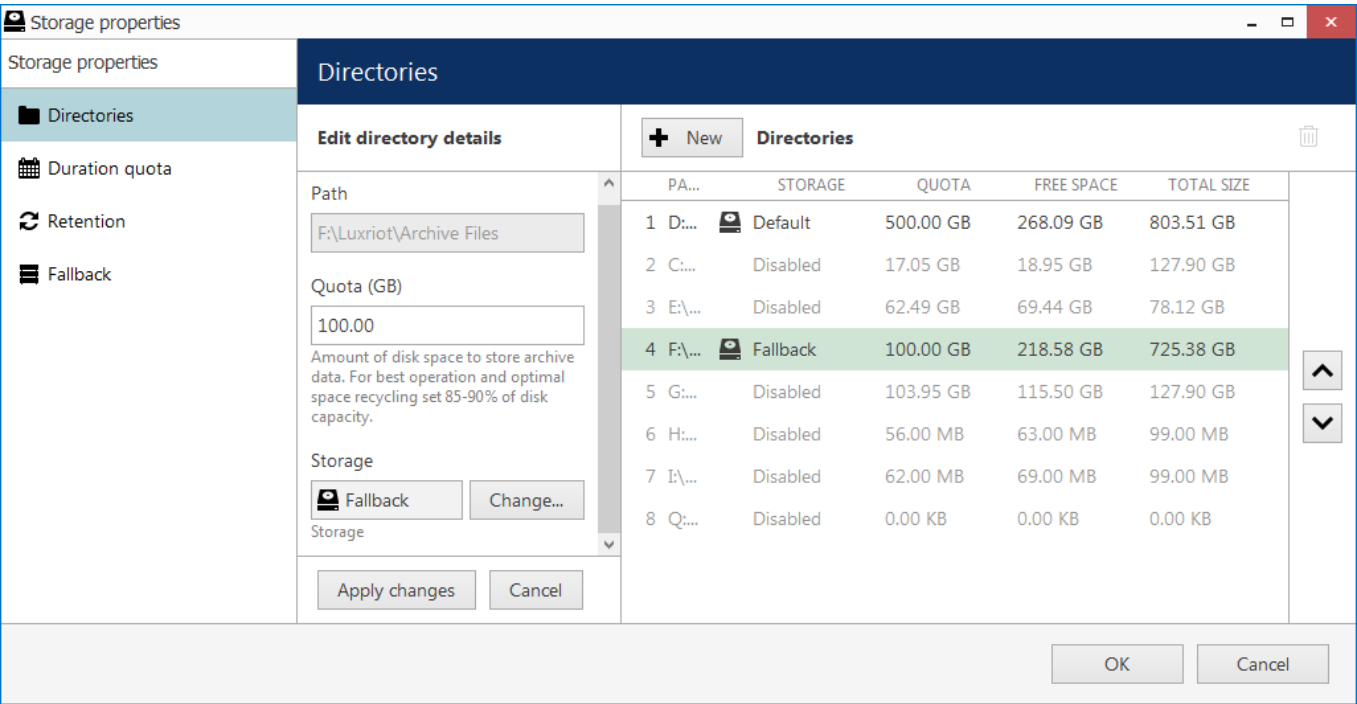 Storage properties
Storage properties
Directories
Duration quota
Retention
Fallback
Directories
Edit directory details
Path
F:\Luxriot\Archive Files
Quota (GB)
100.00
Amount of disk space to store archive
data. For best operation and optimal
space recycling set 85-90% of disk
capacity.
Storage
Fallback Change...
Storage
Apply changes Cancel
New Directories
PA... STORAGE QUOTA FREE SPACE TOTAL SIZE
1 D:... Default 500.00 GB 268.09 GB 803.51 GB
2 C:... Disabled 17.05 GB 18.95 GB 127.90 GB
3 E:\... Disabled 62.49 GB 69.44 GB 78.12 GB
4 F:\... Fallback 100.00 GB 218.58 GB 725.38 GB
5 G:... Disabled 103.95 GB 115.50 GB 127.90 GB
6 H:... Disabled 56.00 MB 63.00 MB 99.00 MB
7 I:\... Disabled 62.00 MB 69.00 MB 99.00 MB
8 Q:... Disabled 0.00 KB 0.00 KB 0.00 KB
OK Cancel